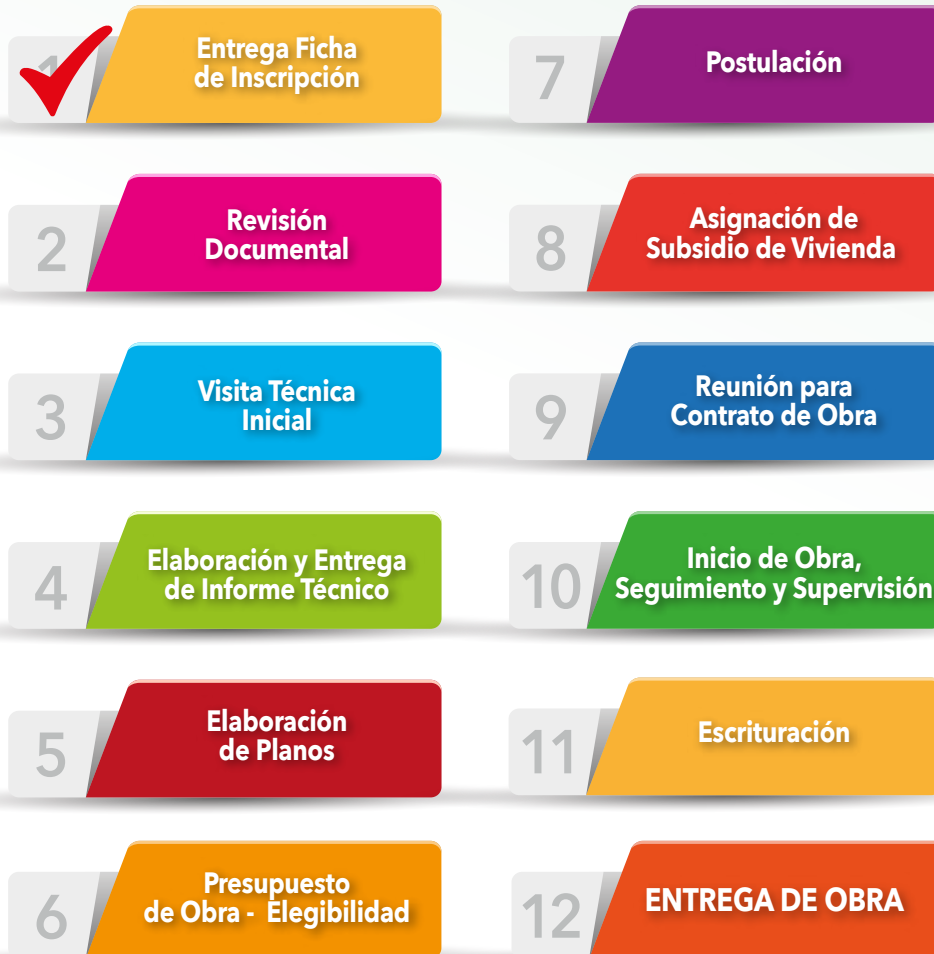 1
Entrega Ficha
de Inscripción
2
Revisión
Documental
3
Visita Técnica
Inicial
4
Elaboración y Entrega
de Informe Técnico
5
Elaboración
de Planos
6
Presupuesto
de Obra - Elegibilidad
7
Postulación
8
Asignación de
Subsidio de Vivienda
9
Reunión para
Contrato de Obra
10
Inicio de Obra,
Seguimiento y Supervisión
11
Escrituración
12
ENTREGA DE OBRA